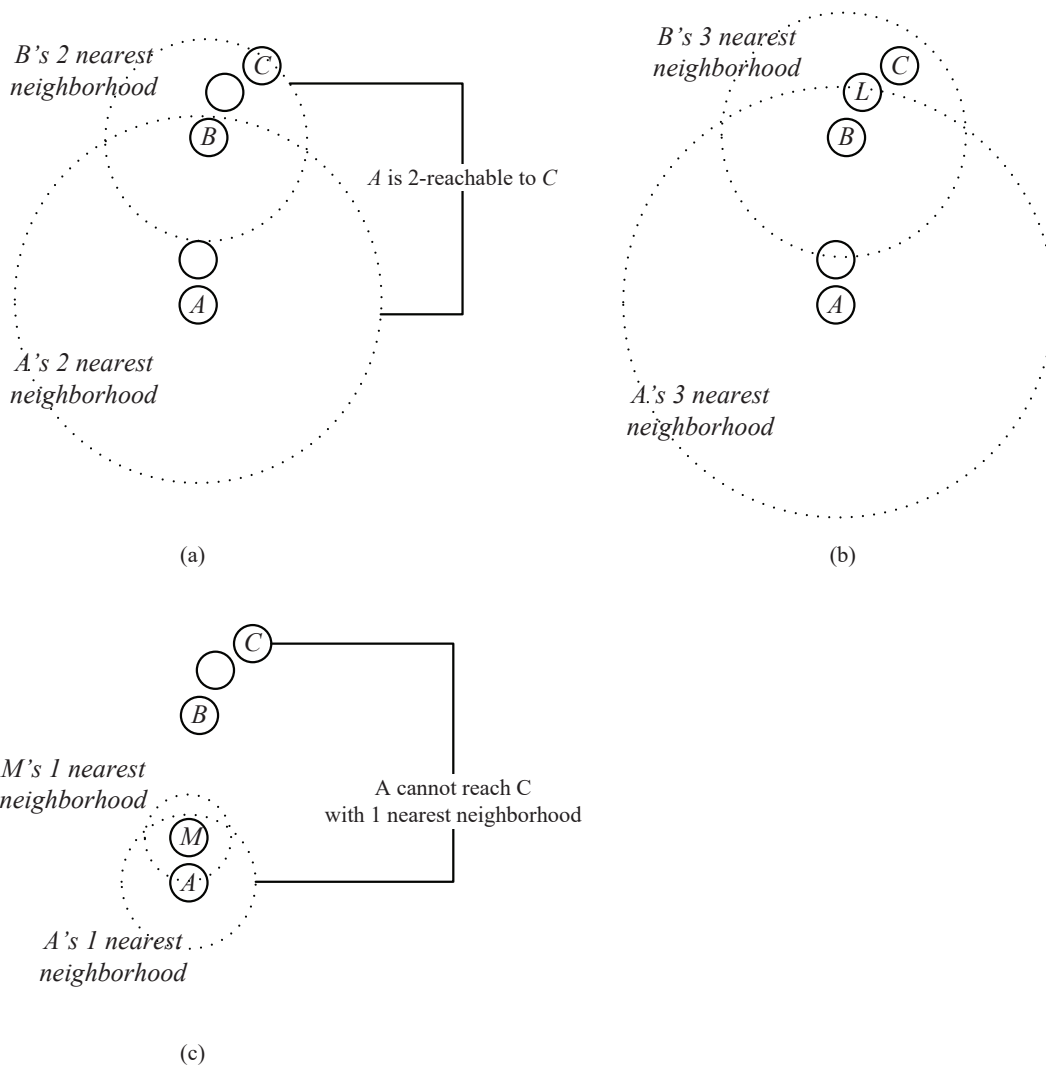 B's 2 nearest
neighborhood
C
B
A is 2-reachable to C
A
A's 2 nearest
neighborhood
(a)
B's 3 nearest
neighborhood
C
L
B
A
A's 3 nearest
neighborhood
(b)
C
B
M's 1 nearest
neighborhood
A cannot reach C
with 1 nearest neighborhood
M
A
A's 1 nearest
neighborhood
(c)